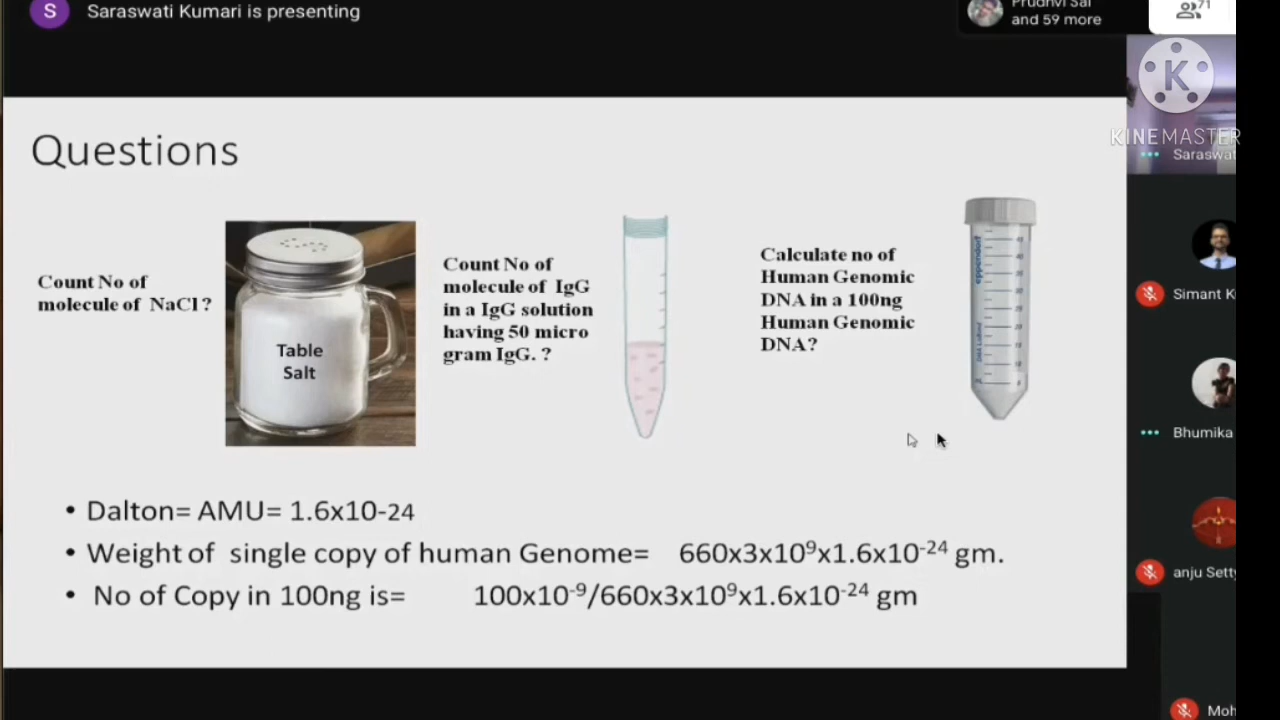 S
Saraswati Kumari is presenting
Prudhvi Sai
and 59 more
71
K
KINEMASTER
Saraswat
Questions
Count No of
molecule of NaCl?
Table
Salt
Count No of
molecule of IgG
in a IgG solution
having 50 micro
gram IgG. ?
Calculate no of
Human Genomic
DNA in a 100ng
Human Genomic
DNA?
eppendorf
Simant K
Bhumika
anju Setty
Moh
• Dalton= AMU= 1.6x10-24
• Weight of single copy of human Genome= 660x3x10⁹x1.6x10⁻²⁴ gm.
• No of Copy in 100ng is= 100x10⁻⁹/660x3x10⁹x1.6x10⁻²⁴ gm